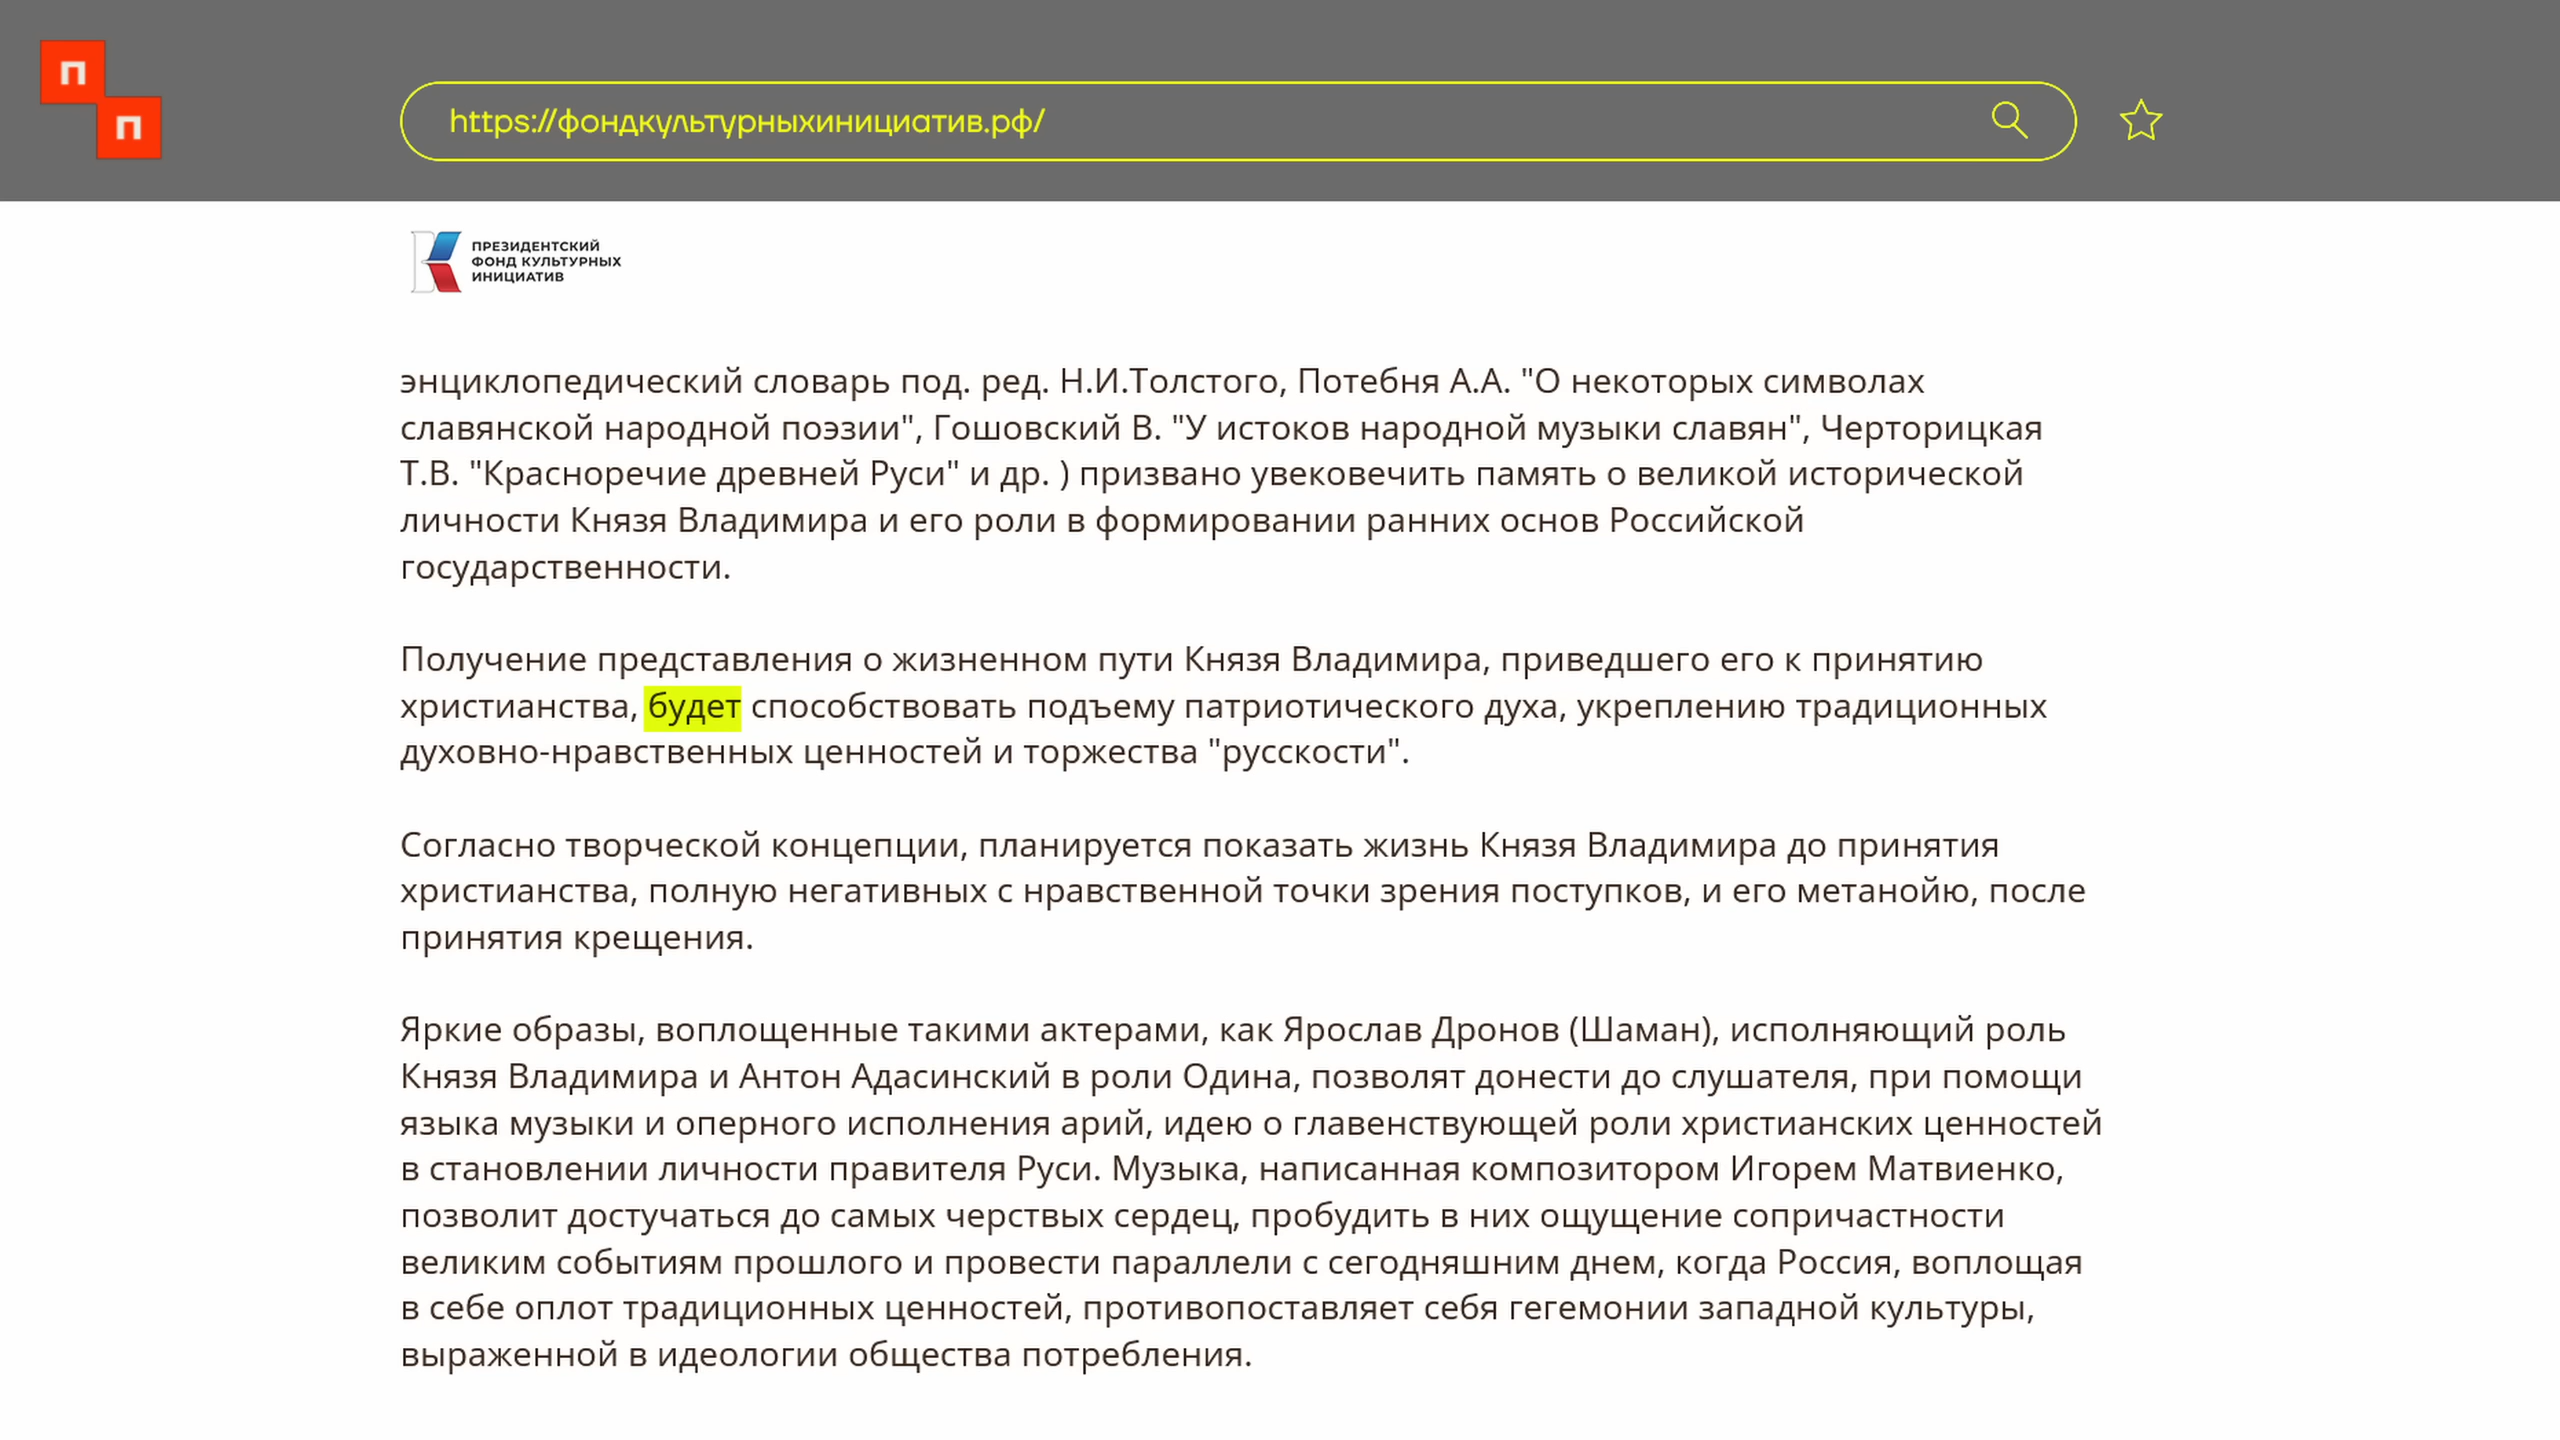 П
П
https://фондкультурныхинициатив.рф/
ПРЕЗИДЕНТСКИЙ
ФОНД КУЛЬТУРНЫХ
ИНИЦИАТИВ
энциклопедический словарь под. ред. Н.И.Толстого, Потебня А.А. "О некоторых символах
славянской народной поэзии", Гошовский В. "У истоков народной музыки славян", Черторицкая
Т.В. "Красноречие древней Руси" и др. ) призвано увековечить память о великой исторической
личности Князя Владимира и его роли в формировании ранних основ Российской
государственности.
Получение представления о жизненном пути Князя Владимира, приведшего его к принятию
христианства, будет способствовать подъему патриотического духа, укреплению традиционных
духовно-нравственных ценностей и торжества "русскости".
Согласно творческой концепции, планируется показать жизнь Князя Владимира до принятия
христианства, полную негативных с нравственной точки зрения поступков, и его метанойю, после
принятия крещения.
Яркие образы, воплощенные такими актерами, как Ярослав Дронов (Шаман), исполняющий роль
Князя Владимира и Антон Адасинский в роли Одина, позволят донести до слушателя, при помощи
языка музыки и оперного исполнения арий, идею о главенствующей роли христианских ценностей
в становлении личности правителя Руси. Музыка, написанная композитором Игорем Матвиенко,
позволит достучаться до самых черствых сердец, пробудить в них ощущение сопричастности
великим событиям прошлого и провести параллели с сегодняшним днем, когда Россия, воплощая
в себе оплот традиционных ценностей, противопоставляет себя гегемонии западной культуры,
выраженной в идеологии общества потребления.